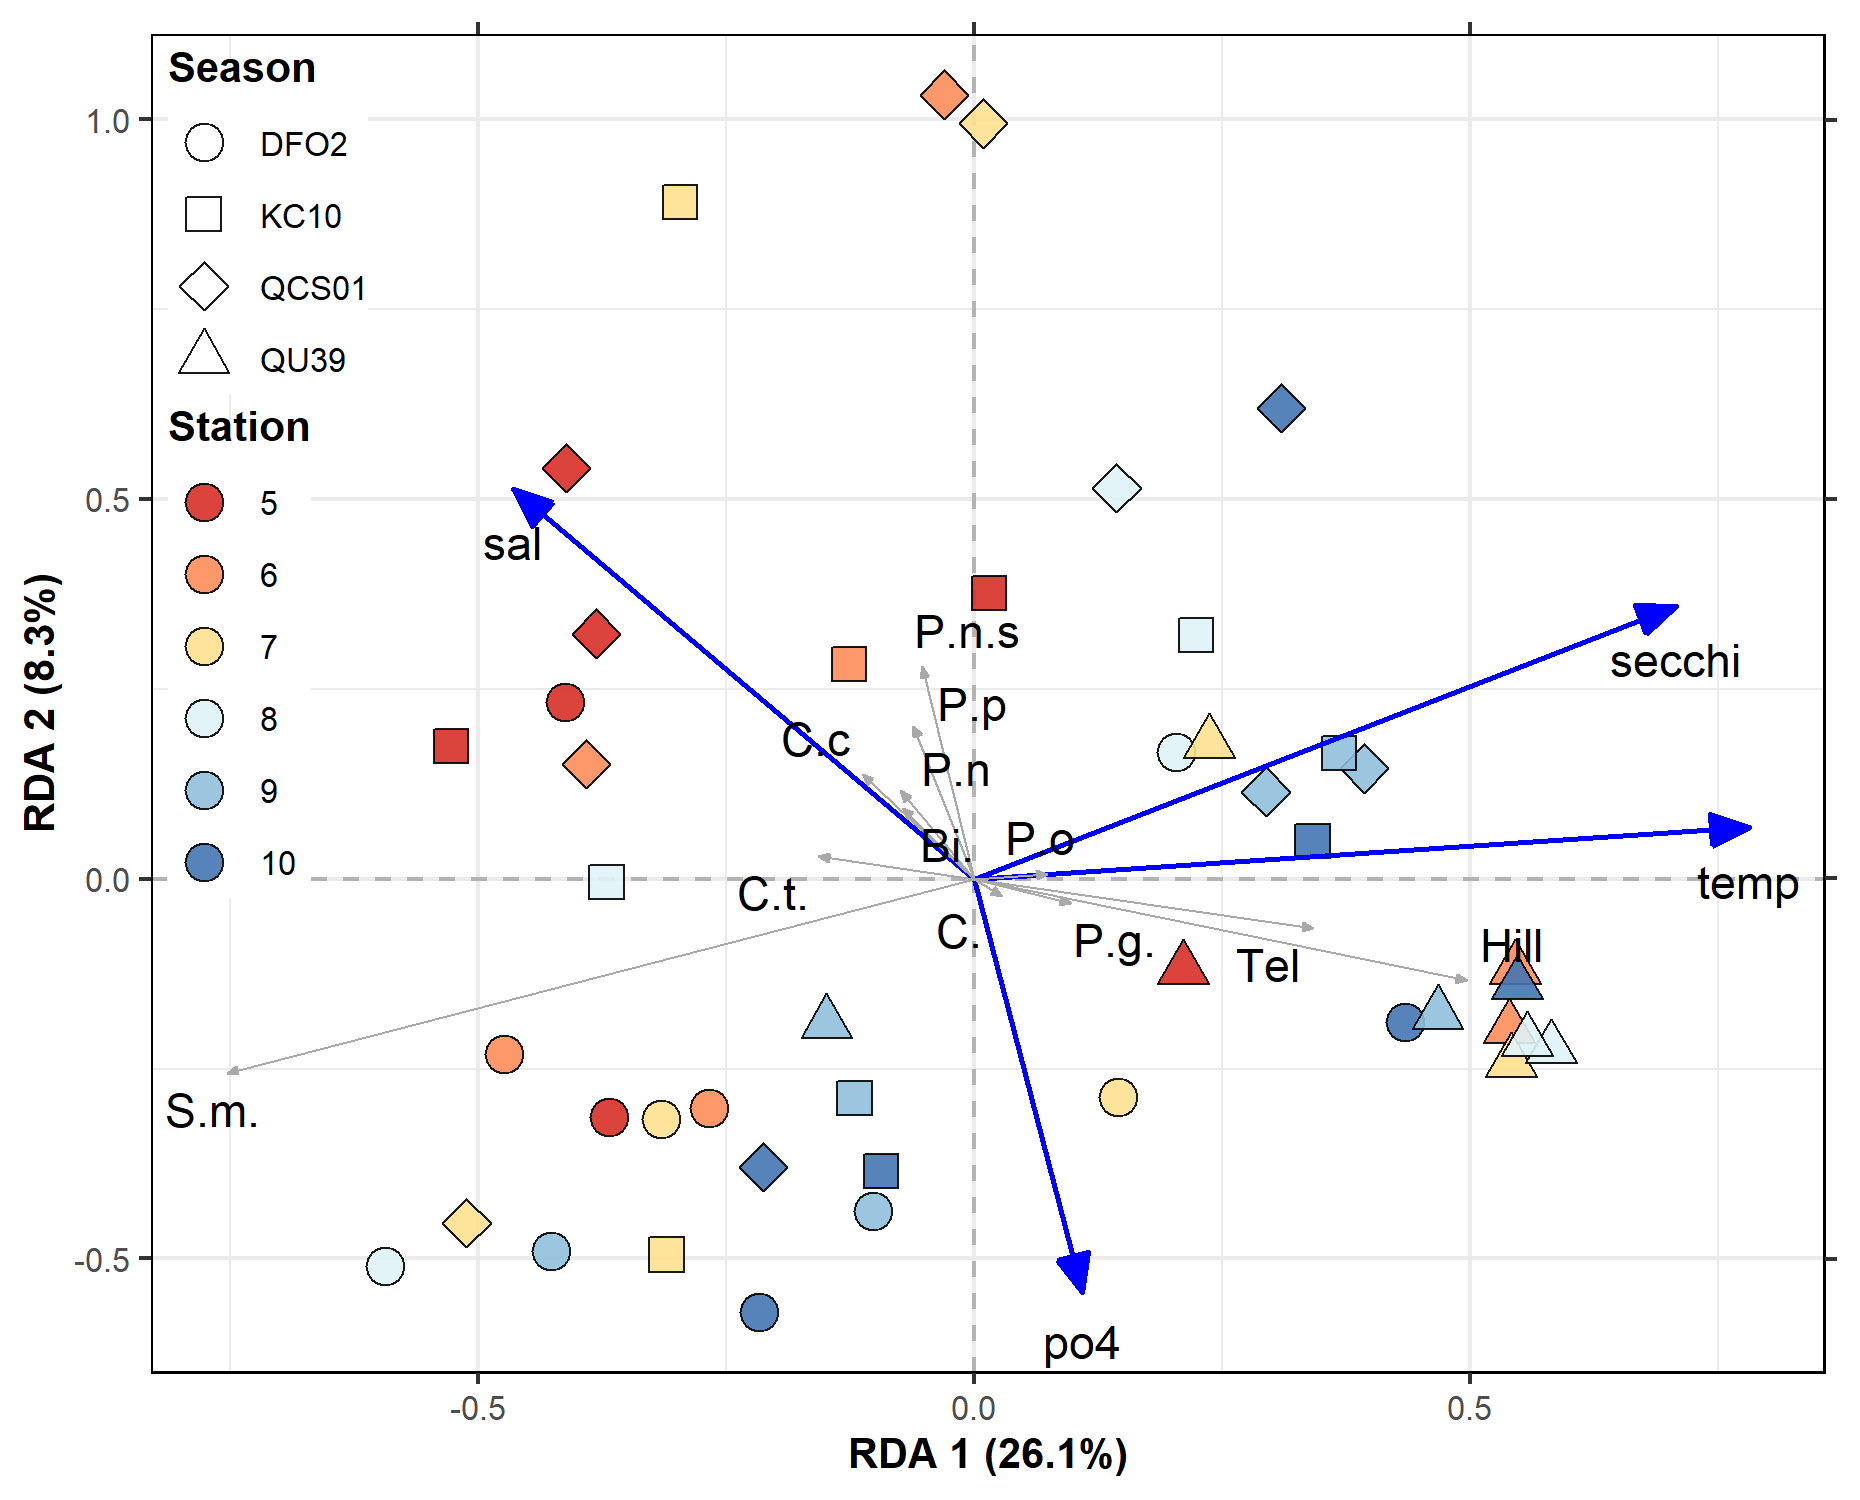 Season
DFO2
KC10
QCS01
QU39
Station
5
6
7
8
9
10
1.0
0.5
0.0
-0.5
RDA 2 (8.3%)
sal
P.n.s
secchi
P.p
C.c
P.n
P.o
Bi.
temp
C.t.
C.
P.g.
Hill
Tel
S.m.
po4
-0.5
0.0
0.5
RDA 1 (26.1%)